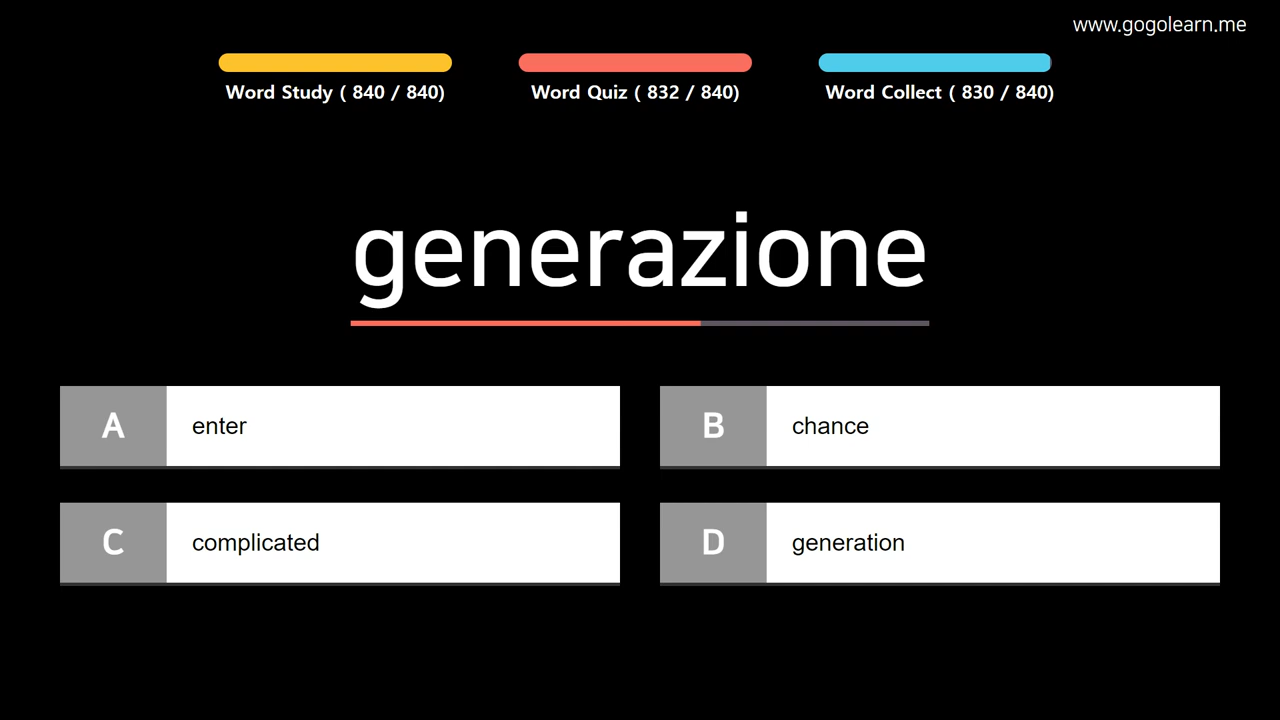 www.gogolearn.me
Word Study ( 840 / 840)
Word Quiz ( 832 / 840)
Word Collect ( 830 / 840)
generazione
A enter
B chance
C complicated
D generation